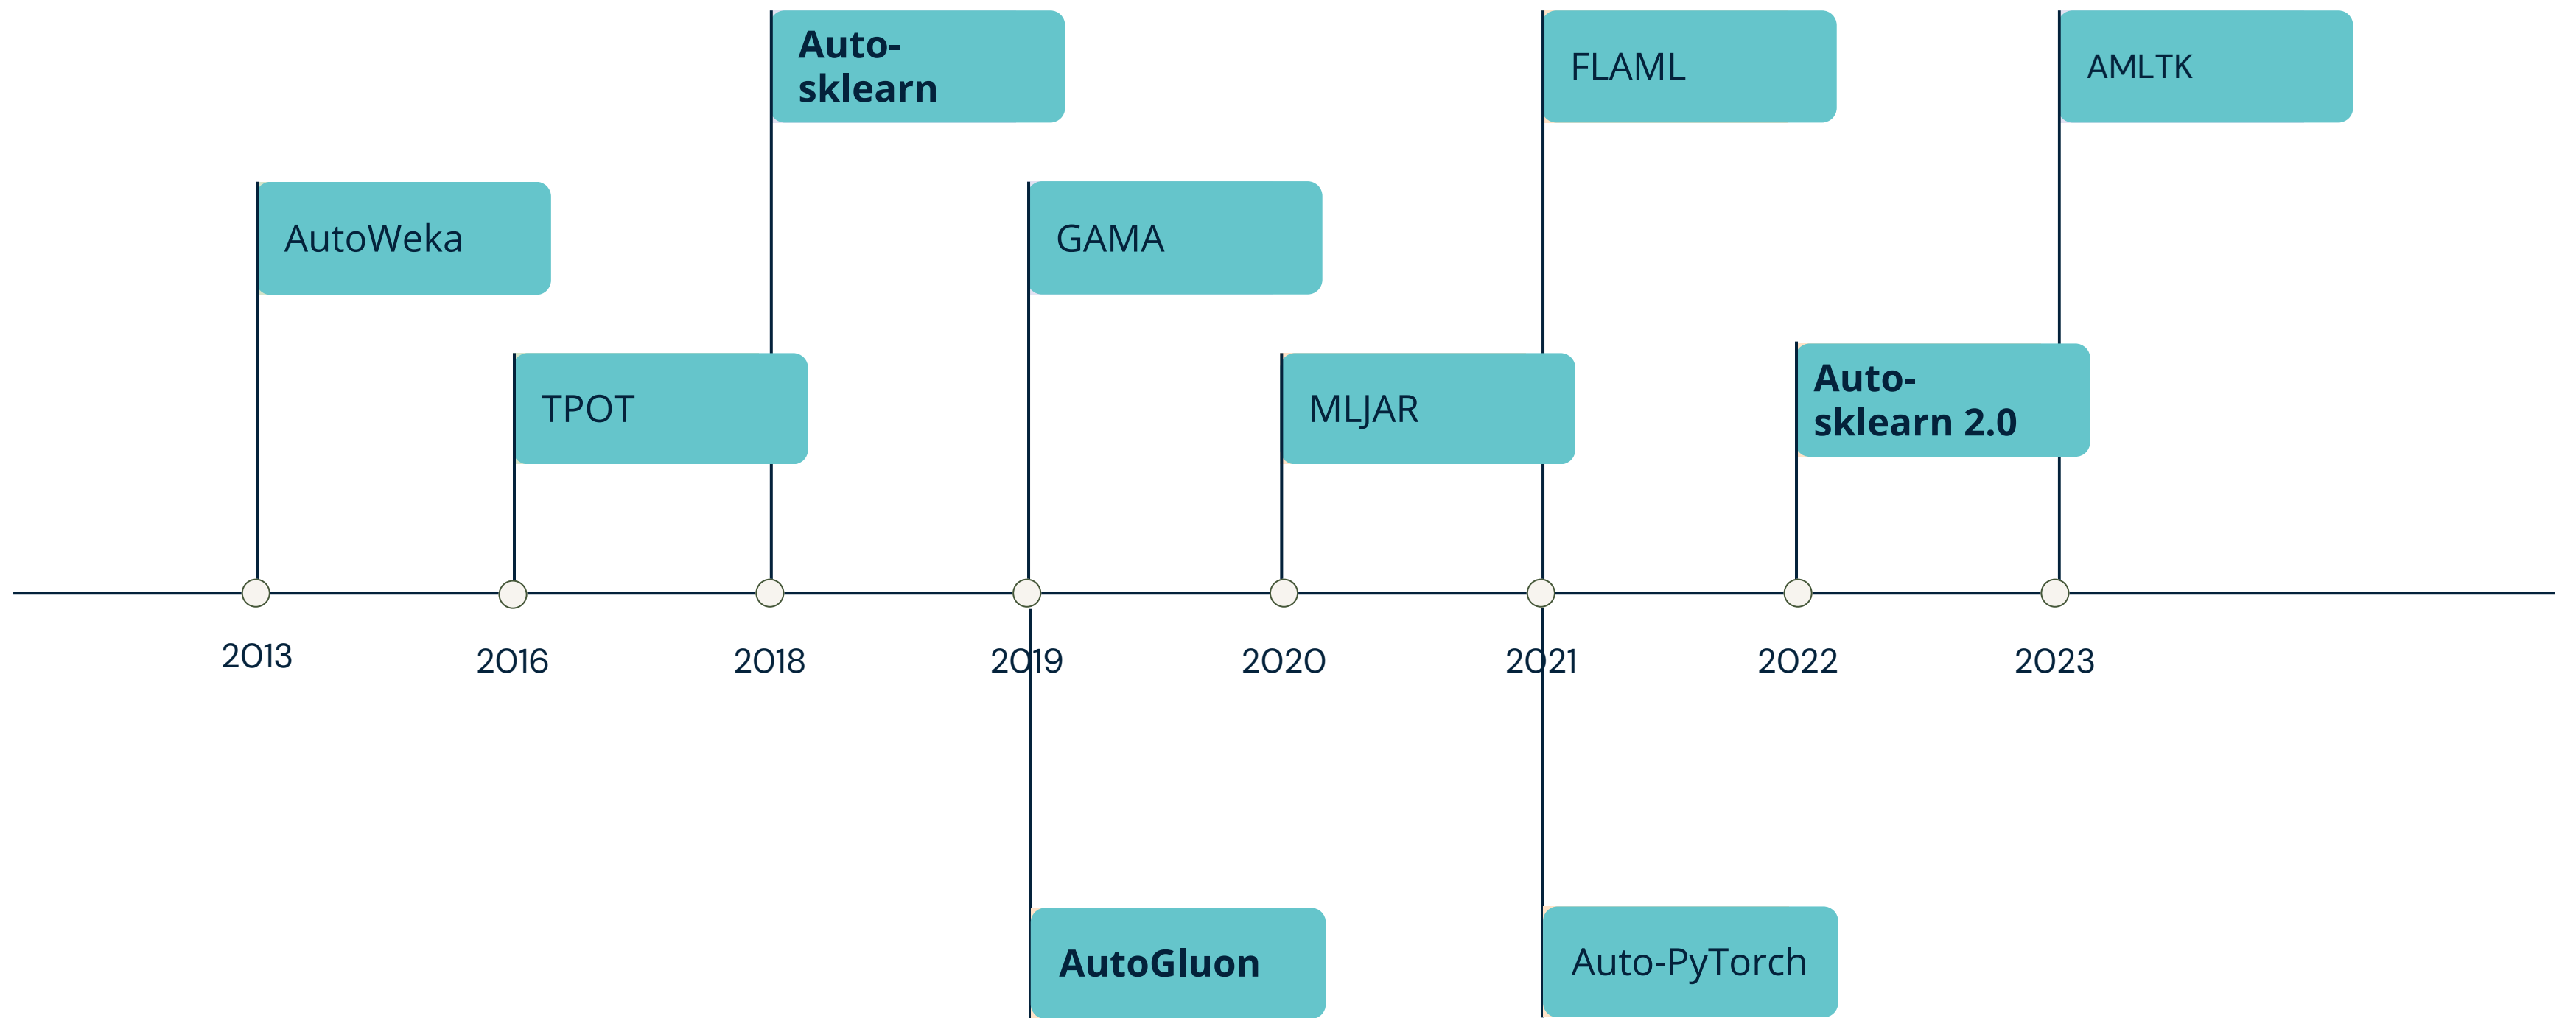 Auto-
sklearn
FLAML
AMLTK
AutoWeka
GAMA
TPOT
MLJAR
Auto-
sklearn 2.0
2013
2016
2018
2019
2020
2021
2022
2023
AutoGluon
Auto-PyTorch